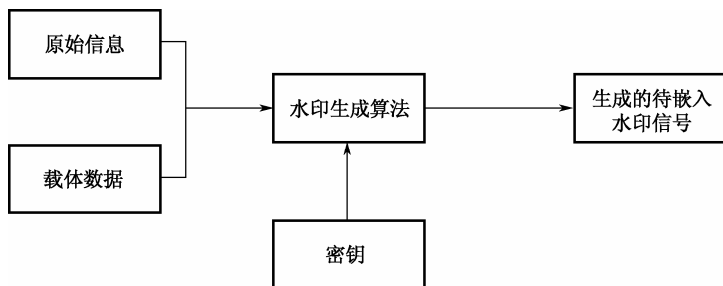 原始信息
载体数据
水印生成算法
密钥
生成的待嵌入
水印信号